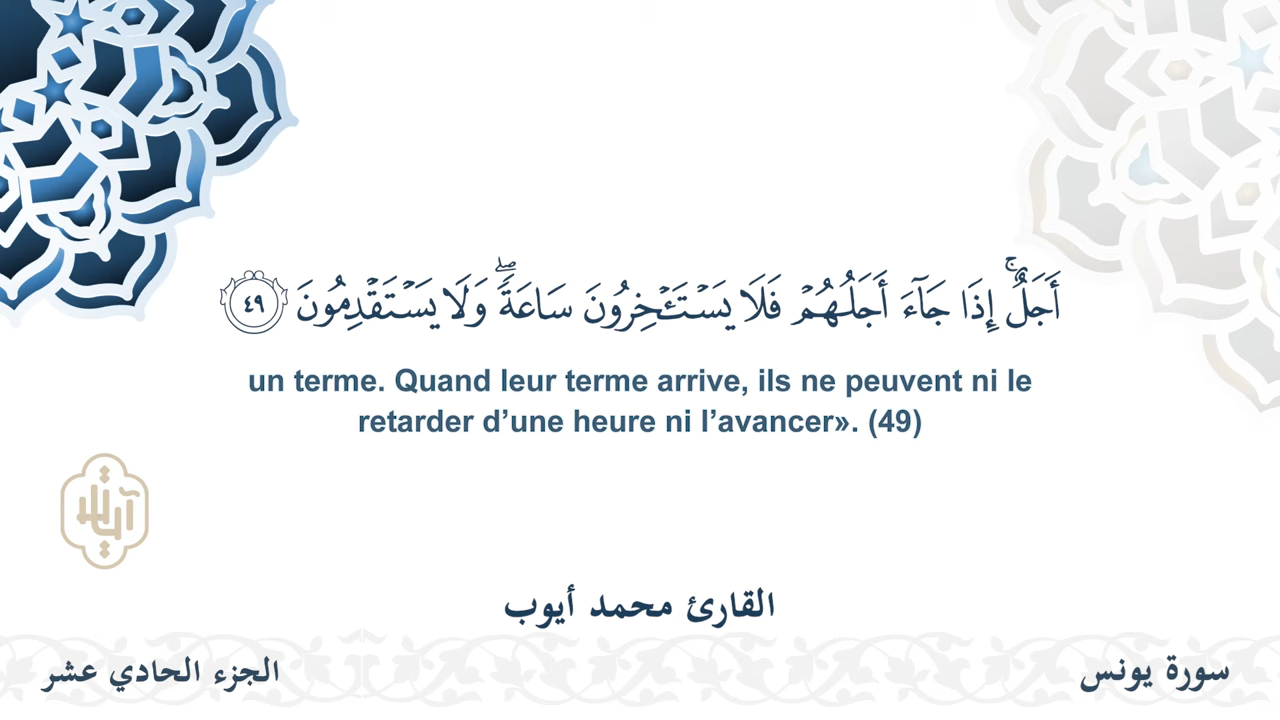 أَجَلٌۚ إِذَا جَآءَ أَجَلُهُمۡ فَلَا يَسۡتَـٔۡخِرُونَ سَاعَةٗۖ وَلَا يَسۡتَقۡدِمُونَ ٤٩
un terme. Quand leur terme arrive, ils ne peuvent ni le
retarder d’une heure ni l’avancer». (49)
القارئ محمد أيوب
سورة يونس
الجزء الحادي عشر